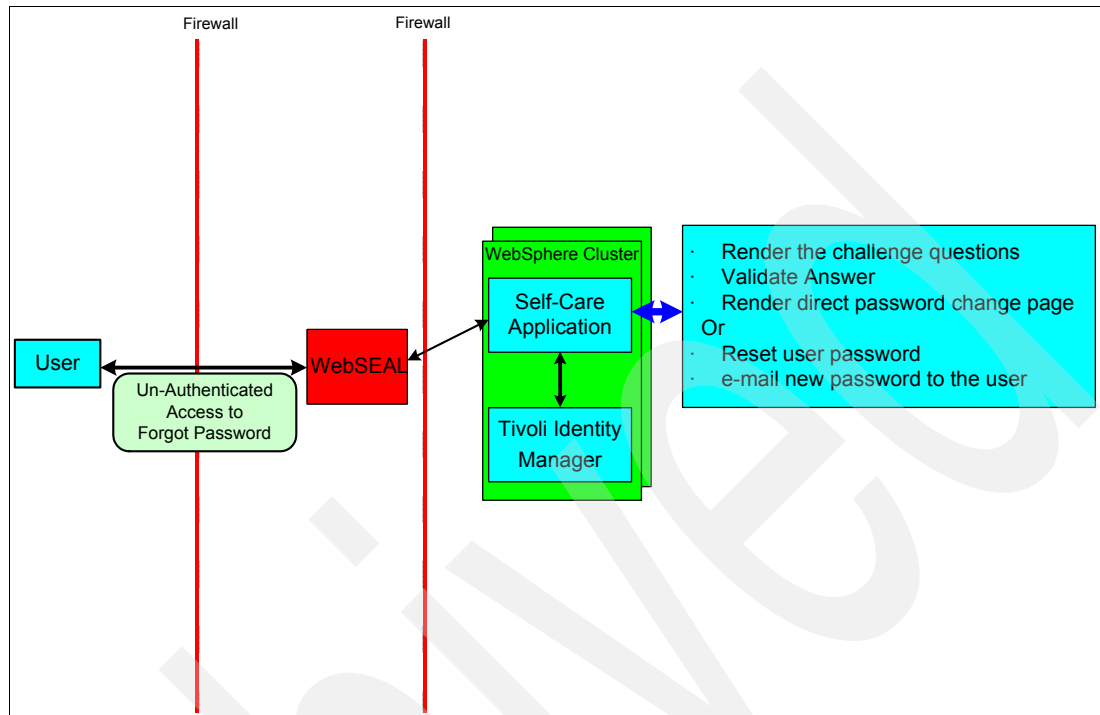 Firewall
Firewall
User
Un-Authenticated
Access to
Forgot Password
WebSEAL
WebSphere Cluster
Self-Care
Application
Tivoli Identity
Manager
· Render the challenge questions
· Validate Answer
· Render direct password change page
Or
· Reset user password
· e-mail new password to the user